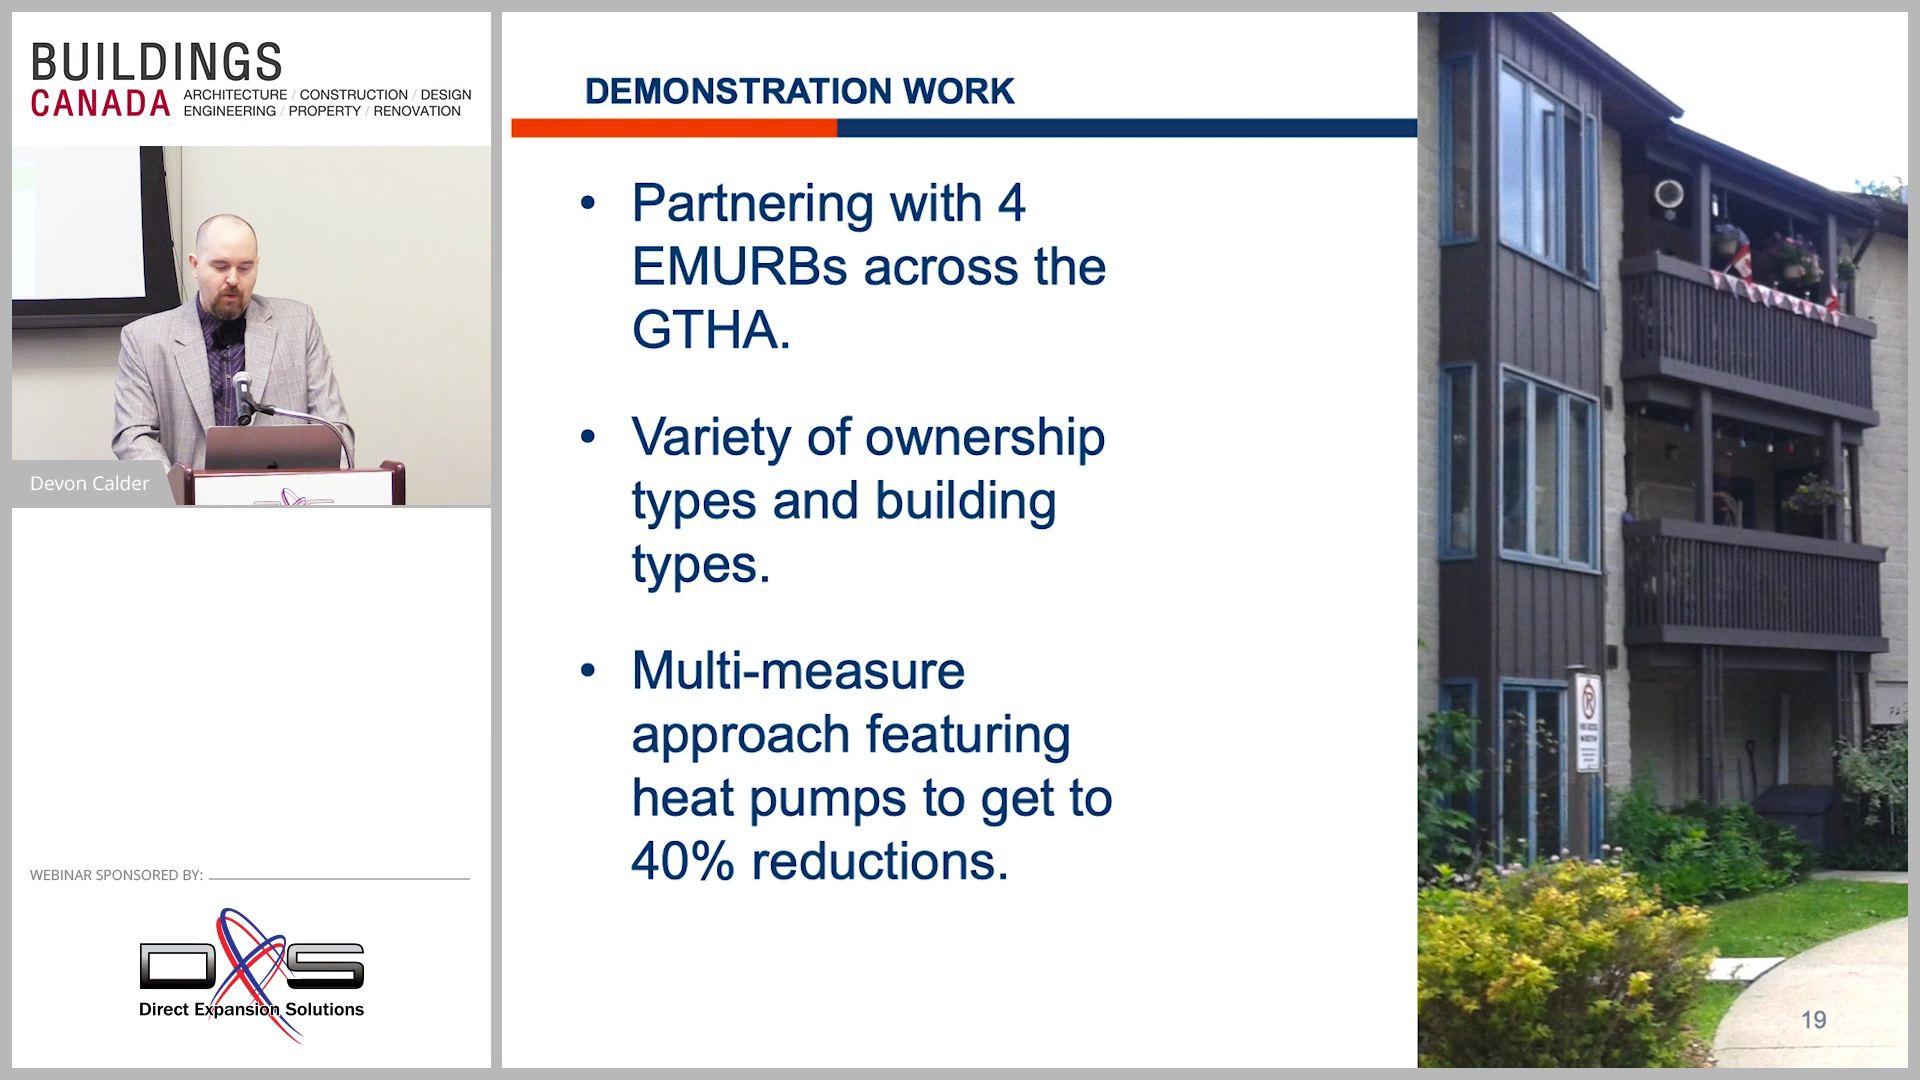 BUILDINGS
CANADA
ARCHITECTURE / CONSTRUCTION / DESIGN
ENGINEERING / PROPERTY / RENOVATION
Devon Calder
WEBINAR SPONSORED BY:
DXS
Direct Expansion Solutions
DEMONSTRATION WORK
• Partnering with 4
EMURBs across the
GTHA.
• Variety of ownership
types and building
types.
• Multi-measure
approach featuring
heat pumps to get to
40% reductions.
19